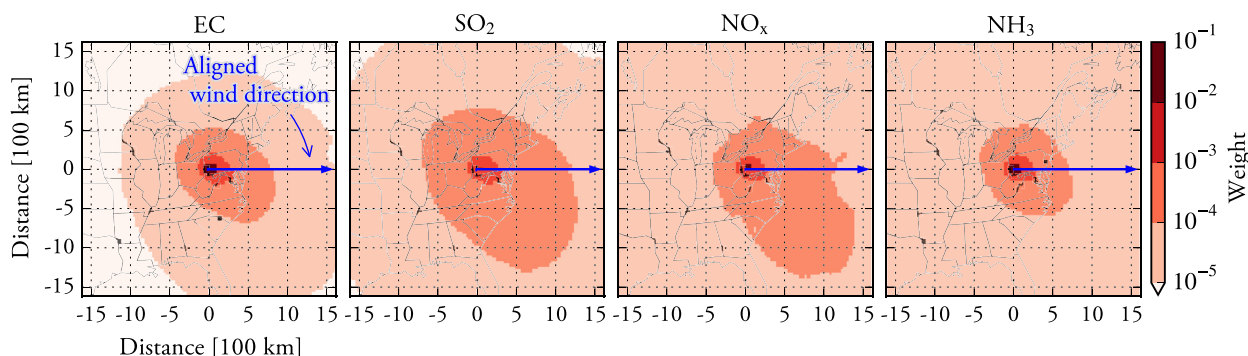 EC
SO₂
NOₓ
NH₃
Aligned
wind direction
15
10
5
0
-5
-10
-15
Distance [100 km]
-15 -10 -5 0 5 10 15
-15 -10 -5 0 5 10 15
-15 -10 -5 0 5 10 15
-15 -10 -5 0 5 10 15
Distance [100 km]
10⁻¹
10⁻²
10⁻³
10⁻⁴
10⁻⁵
Weight